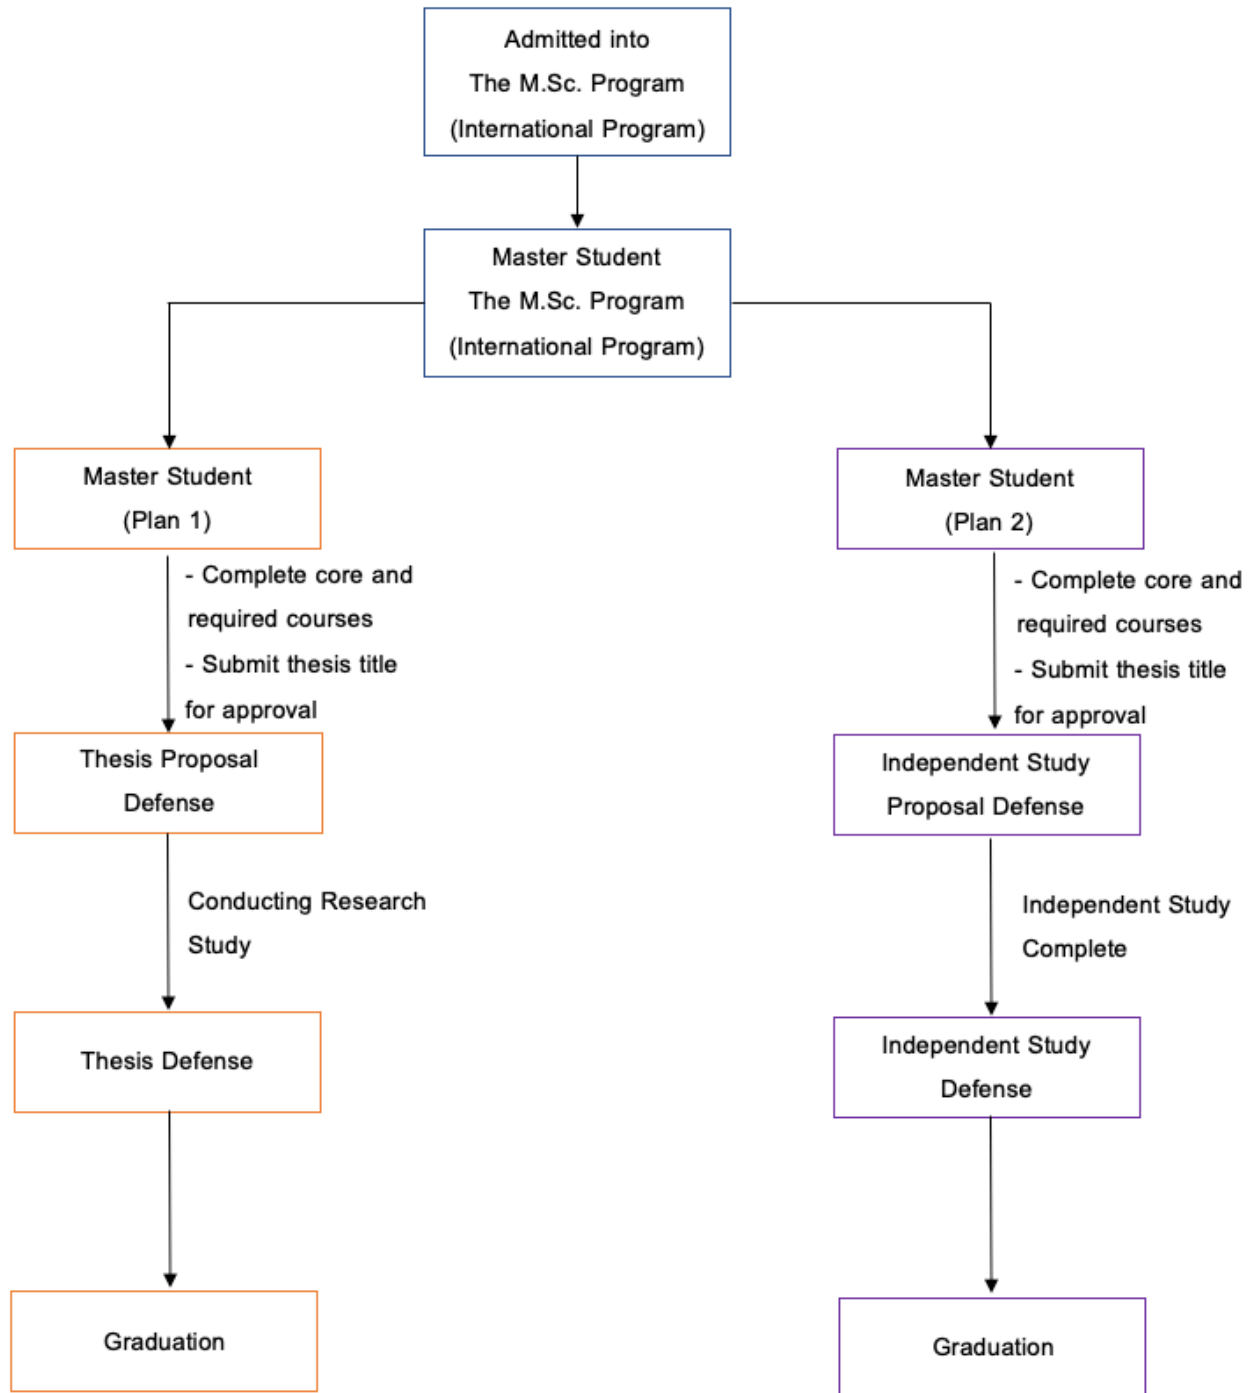 Admitted into
The M.Sc. Program
(International Program)
Master Student
The M.Sc. Program
(International Program)
Master Student
(Plan 1)
- Complete core and
required courses
- Submit thesis title
for approval
Thesis Proposal
Defense
Conducting Research
Study
Thesis Defense
Graduation
Master Student
(Plan 2)
- Complete core and
required courses
- Submit thesis title
for approval
Independent Study
Proposal Defense
Independent Study
Complete
Independent Study
Defense
Graduation